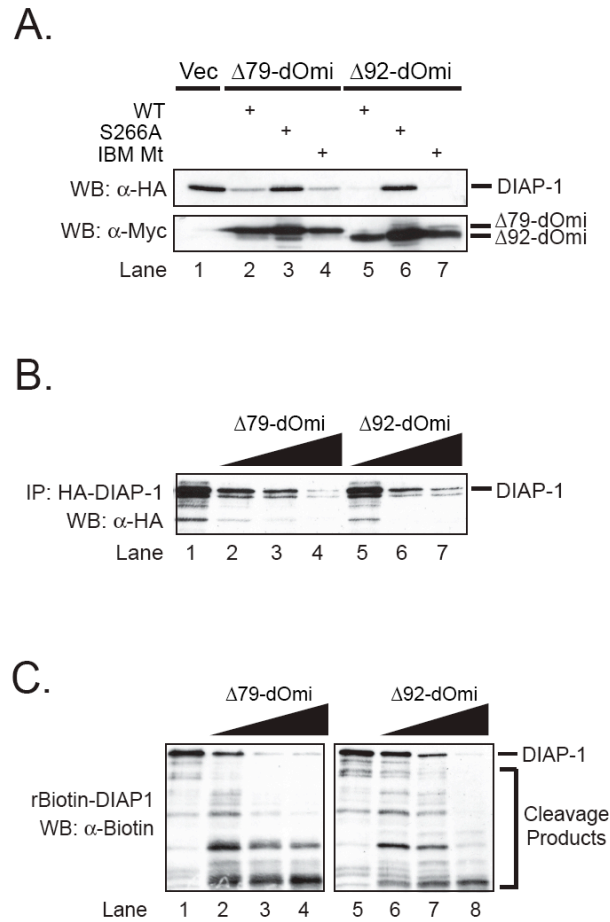 A.
Vec Δ79-dOmi Δ92-dOmi
WT + +
S266A + +
IBM Mt + +
WB: α-HA DIAP-1
WB: α-Myc Δ79-dOmi
Δ92-dOmi
Lane 1 2 3 4 5 6 7
B.
Δ79-dOmi Δ92-dOmi
IP: HA-DIAP-1 DIAP-1
WB: α-HA
Lane 1 2 3 4 5 6 7
C.
Δ79-dOmi Δ92-dOmi
DIAP-1
rBiotin-DIAP1
WB: α-Biotin
Cleavage
Products
Lane 1 2 3 4 5 6 7 8